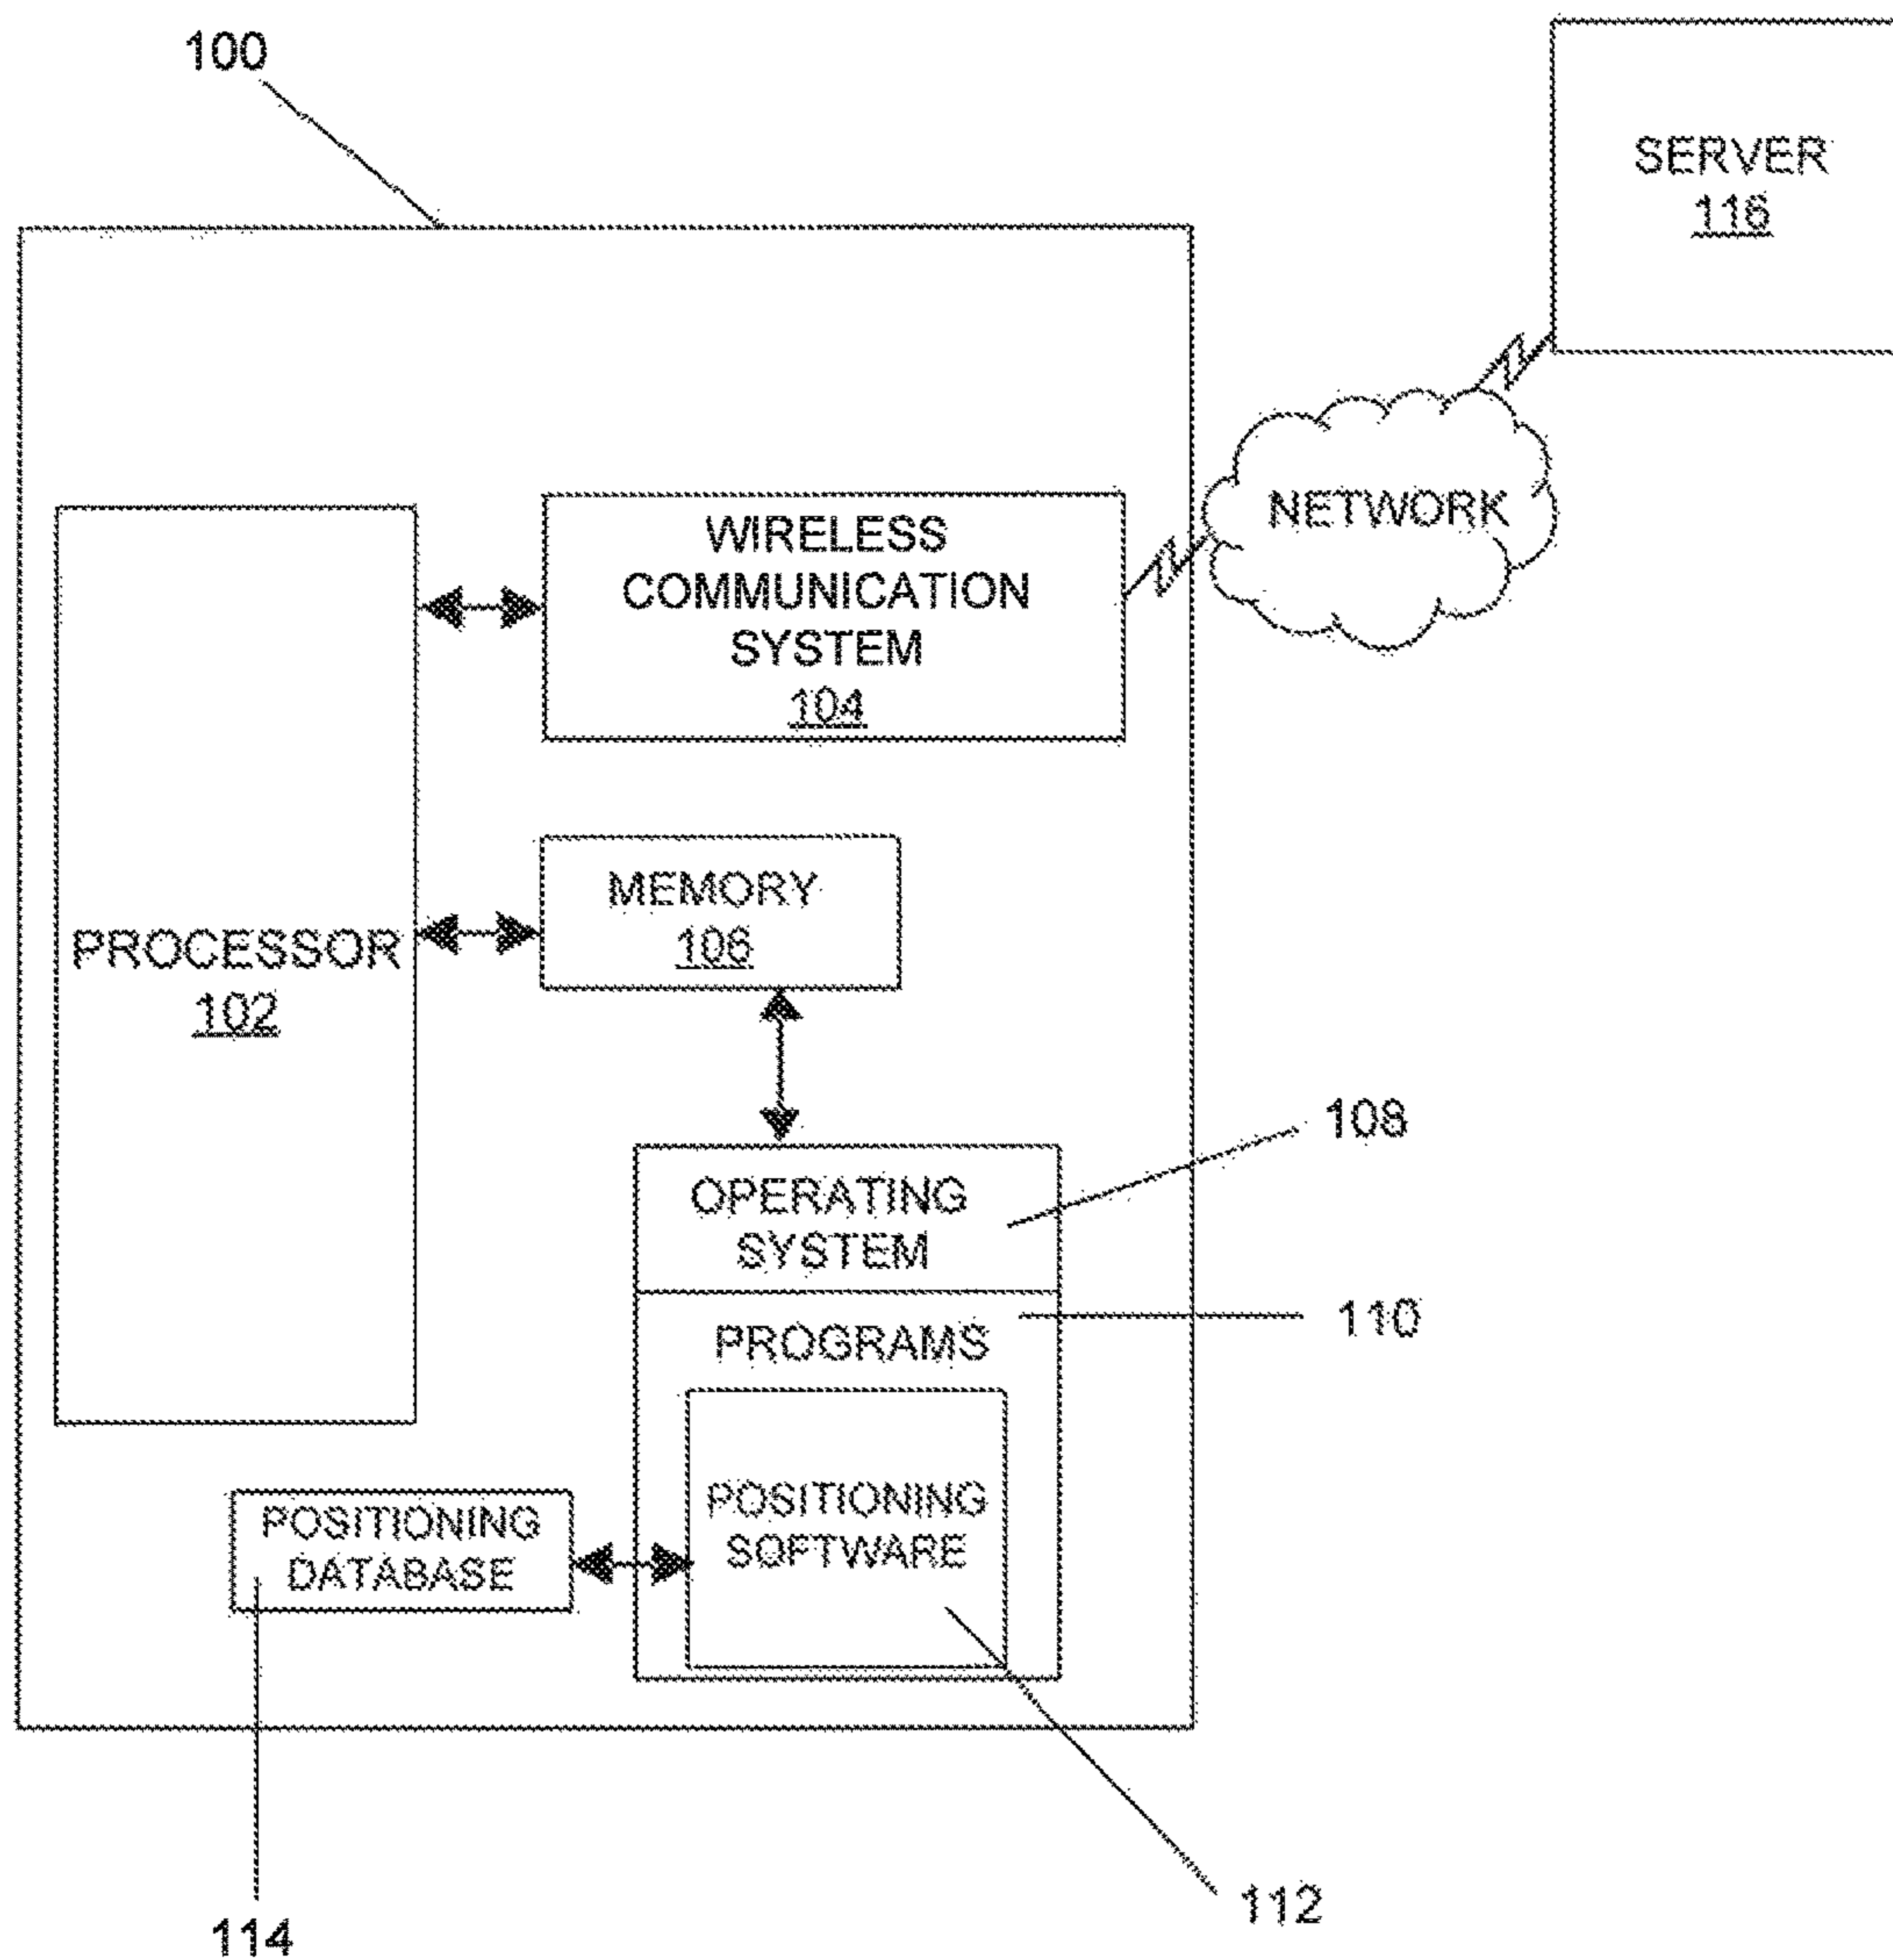 100
SERVER
116
NETWORK
WIRELESS
COMMUNICATION
SYSTEM
104
MEMORY
106
PROCESSOR
102
108
OPERATING
SYSTEM
110
PROGRAMS
POSITIONING
SOFTWARE
POSITIONING
DATABASE
112
114